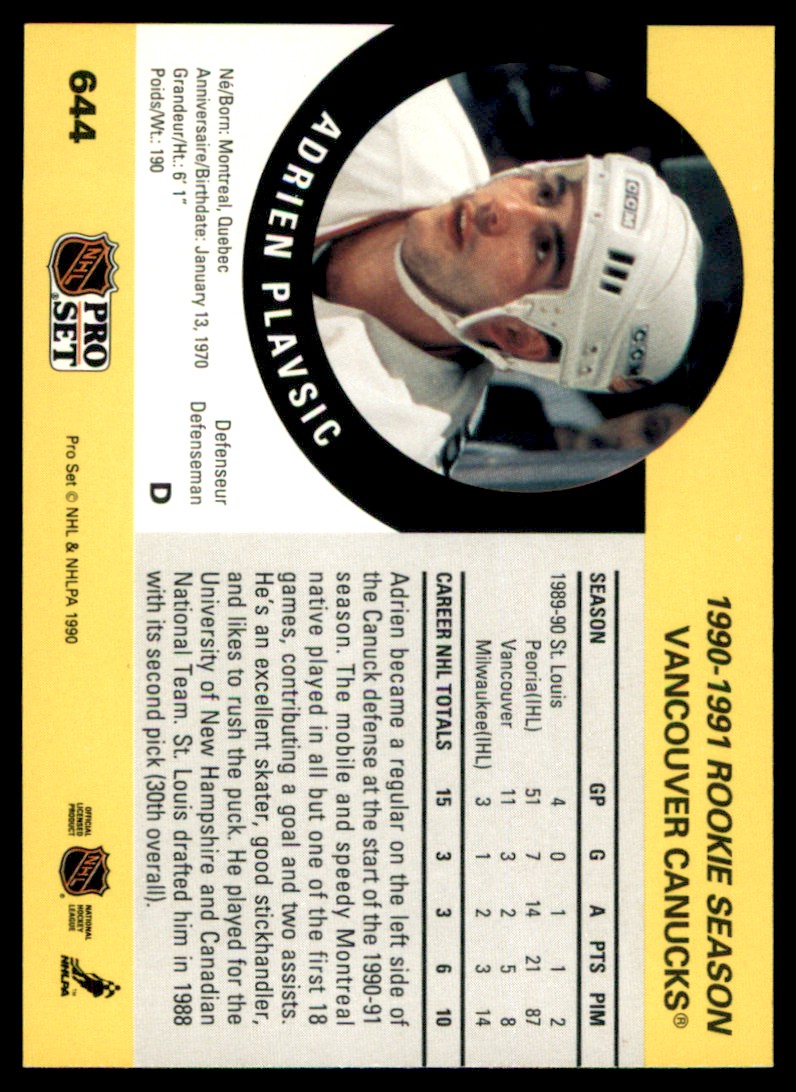 1990-1991 ROOKIE SEASON
VANCOUVER CANUCKS®
CCM
CCM
ADRIEN PLAVSIC
Né/Born: Montreal, Quebec
Anniversaire/Birthdate: January 13, 1970
Grandeur/Ht.: 6' 1"
Poids/Wt.: 190
Defenseur
Defenseman
D
SEASON GP G A PTS PIM
1989-90 St. Louis 4 0 1 1 2
Peoria(IHL) 51 7 14 21 87
Vancouver 11 3 2 5 8
Milwaukee(IHL) 3 1 2 3 14
CAREER NHL TOTALS 15 3 3 6 10
Adrien became a regular on the left side of
the Canuck defense at the start of the 1990-91
season. The mobile and speedy Montreal
native played in all but one of the first 18
games, contributing a goal and two assists.
He's an excellent skater, good stickhandler,
and likes to rush the puck. He played for the
University of New Hampshire and Canadian
National Team. St. Louis drafted him in 1988
with its second pick (30th overall).
644
NHL
PRO
SET
®
Pro Set © NHL & NHLPA 1990
OFFICIAL
LICENSED
PRODUCT
NHL
®
NATIONAL
HOCKEY
LEAGUE
NHLPA
™